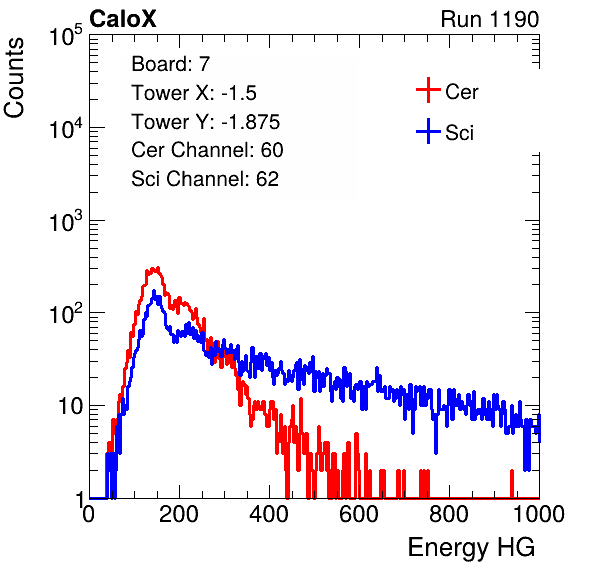 CaloX Run 1190
Counts
Board: 7
Tower X: -1.5
Tower Y: -1.875
Cer Channel: 60
Sci Channel: 62
Cer
Sci
10^5
10^4
10^3
10^2
10
1
0 200 400 600 800 1000
Energy HG